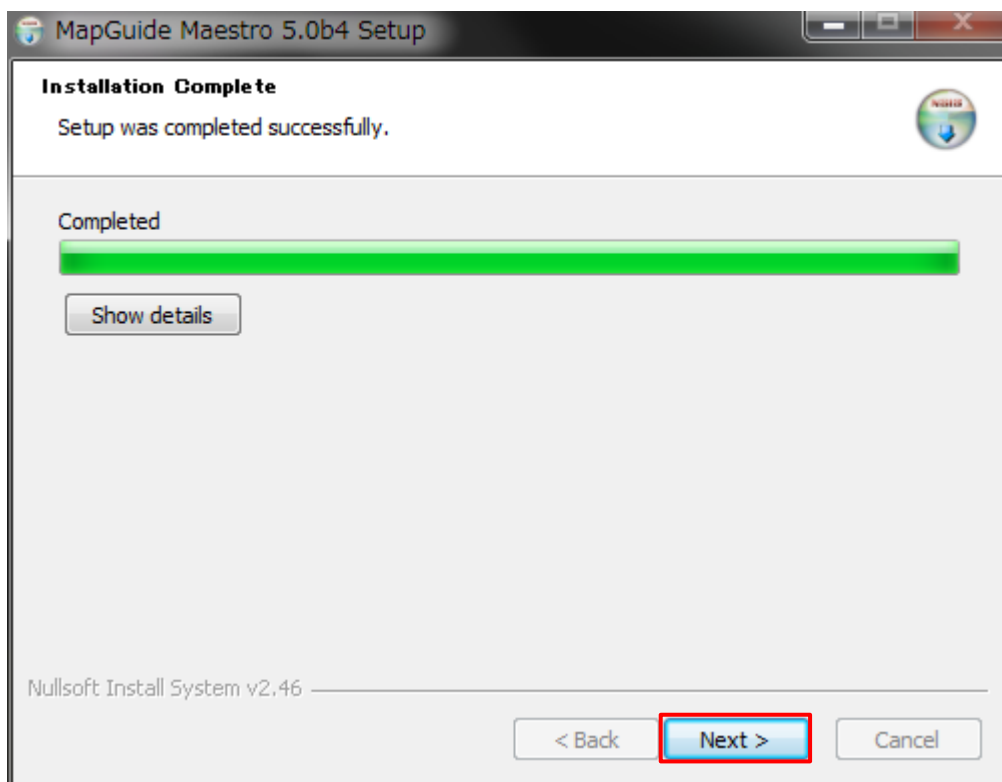 MapGuide Maestro 5.0b4 Setup
Installation Complete
Setup was completed successfully.
Completed
Show details
Nullsoft Install System v2.46
< Back
Next >
Cancel